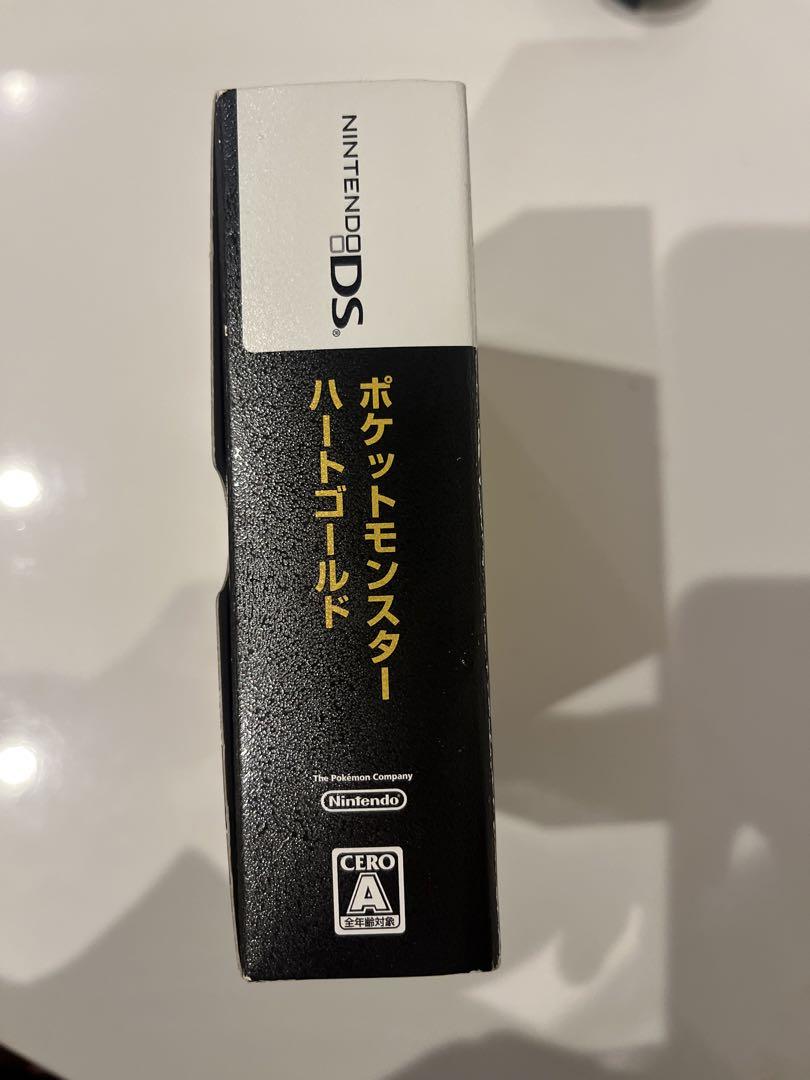 NINTENDO DS®
ポケットモンスター
ハートゴールド
The Pokémon Company
Nintendo
CERO
A
全年齢対象